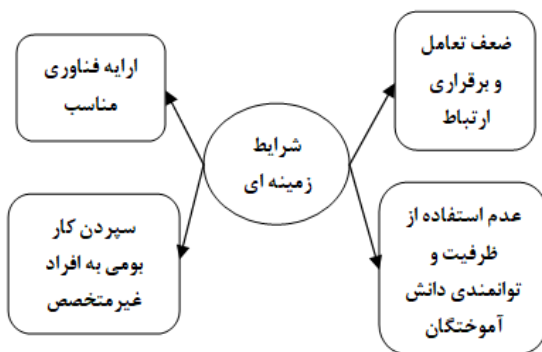 ضعف تعامل
و برقراری
ارتباط
ارایه فناوری
مناسب
شرایط
زمینه ای
عدم استفاده از
ظرفیت و
توانمندی دانش
آموختگان
سپردن کار
بومی به افراد
غیرمتخصص